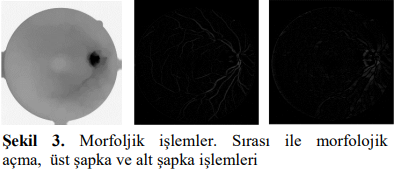 Şekil 3. Morfoljik işlemler. Sırası ile morfolojik
açma, üst şapka ve alt şapka işlemleri